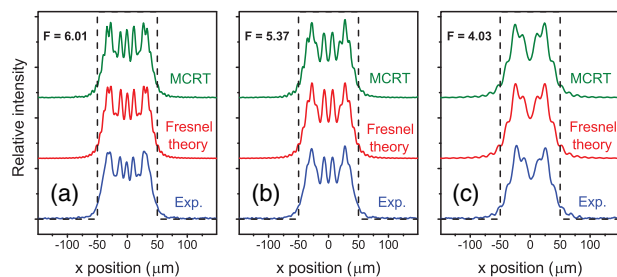 Relative intensity
F = 6.01
MCRT
Fresnel
theory
Exp.
(a)
-100 -50 0 50 100
x position (μm)
F = 5.37
MCRT
Fresnel
theory
Exp.
(b)
-100 -50 0 50 100
x position (μm)
F = 4.03
MCRT
Fresnel
theory
Exp.
(c)
-100 -50 0 50 100
x position (μm)